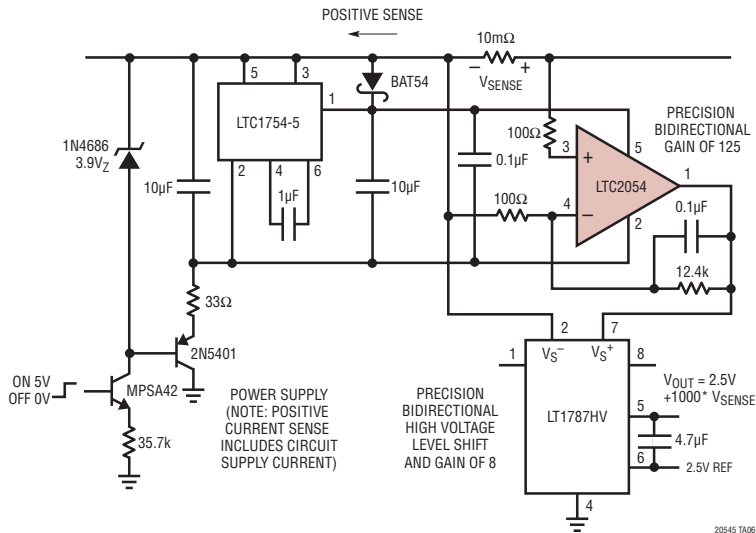 POSITIVE SENSE
10mΩ
− +
VSENSE
5 3
BAT54
LTC1754-5
1
2 4 6
1µF
1N4686
3.9VZ
10µF
10µF
0.1µF
100Ω
100Ω
3
+
4
−
5
LTC2054
2
1
PRECISION
BIDIRECTIONAL
GAIN OF 125
0.1µF
12.4k
33Ω
2N5401
ON 5V
OFF 0V
MPSA42
35.7k
POWER SUPPLY
(NOTE: POSITIVE
CURRENT SENSE
INCLUDES CIRCUIT
SUPPLY CURRENT)
PRECISION
BIDIRECTIONAL
HIGH VOLTAGE
LEVEL SHIFT
AND GAIN OF 8
2 7
VS− VS+
1 8
LT1787HV
5
6
4
VOUT = 2.5V
+1000* VSENSE
4.7µF
2.5V REF
20545 TA06